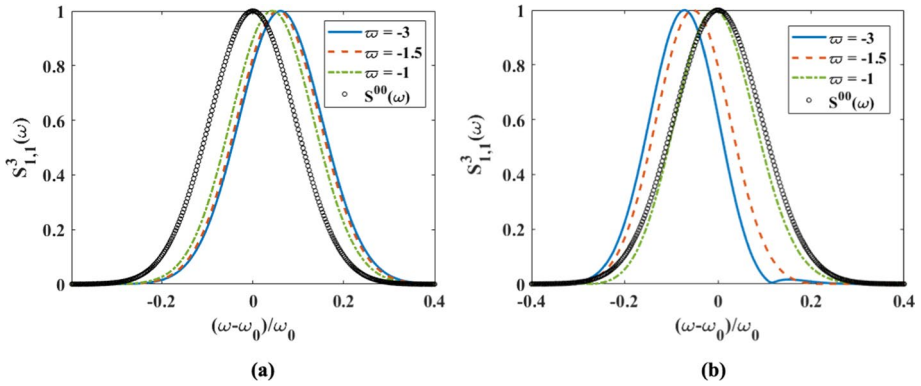 S³₁,₁(ω)
1
0.8
0.6
0.4
0.2
0
-0.2
0
0.2
0.4
(ω-ω₀)/ω₀
ϖ = -3
ϖ = -1.5
ϖ = -1
S⁰⁰(ω)
(a)
S³₁,₁(ω)
1
0.8
0.6
0.4
0.2
0
-0.4
-0.2
0
0.2
0.4
(ω-ω₀)/ω₀
ϖ = -3
ϖ = -1.5
ϖ = -1
S⁰⁰(ω)
(b)